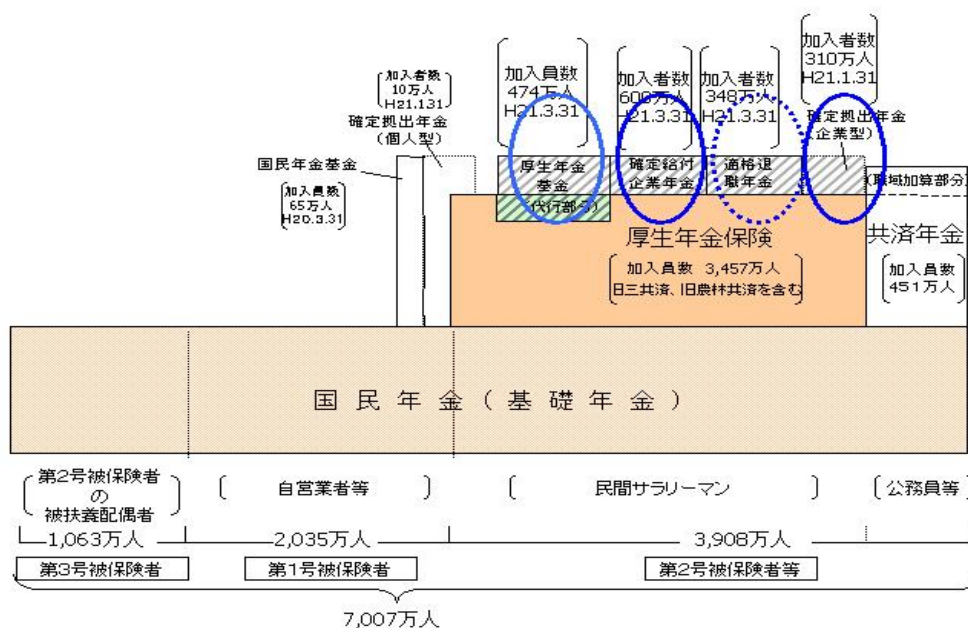 加入者数
310万人
H21.1.31
加入者数
10万人
H21.1.31
加入員数
474万人
H21.3.31
加入者数
H21.3.31
加入者数
348万人
H21.3.31
確定拠出年金
(個人型)
確定拠出年金
(企業型)
国民年金基金
加入員数
65万人
H20.3.31
厚生年金
基金
(代行部分)
確定給付
企業年金
適格退
職年金
(職域加算部分)
厚生年金保険
加入員数 3,457万人
旧三共済、旧農林共済を含む
共済年金
加入員数
451万人
国民年金(基礎年金)
第2号被保険者
の
被扶養配偶者
自営業者等
民間サラリーマン
公務員等
1,063万人
2,035万人
3,908万人
第3号被保険者
第1号被保険者
第2号被保険者等
7,007万人